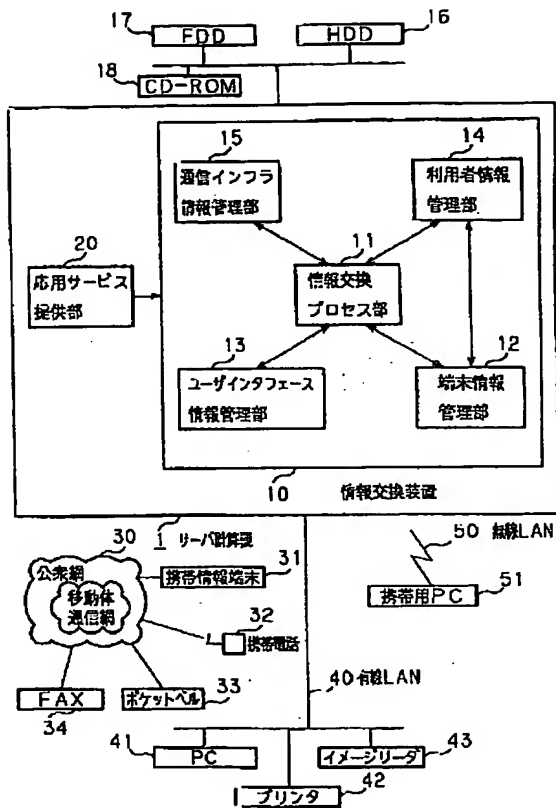 17
FDD
HDD
16
18
CD-ROM
15
通信インフラ
情報管理部
14
利用者情報
管理部
11
情報交換
プロセス部
20
応用サービス
提供部
13
ユーザインタフェース
情報管理部
12
端末情報
管理部
10
情報交換装置
1 サーバ計算機
30
公衆網
移動体
通信網
31
携帯情報端末
32
携帯電話
33
ポケットベル
FAX
34
50 無線LAN
携帯用PC
51
40 有線LAN
41
PC
43
イメージリーダ
プリンタ
42